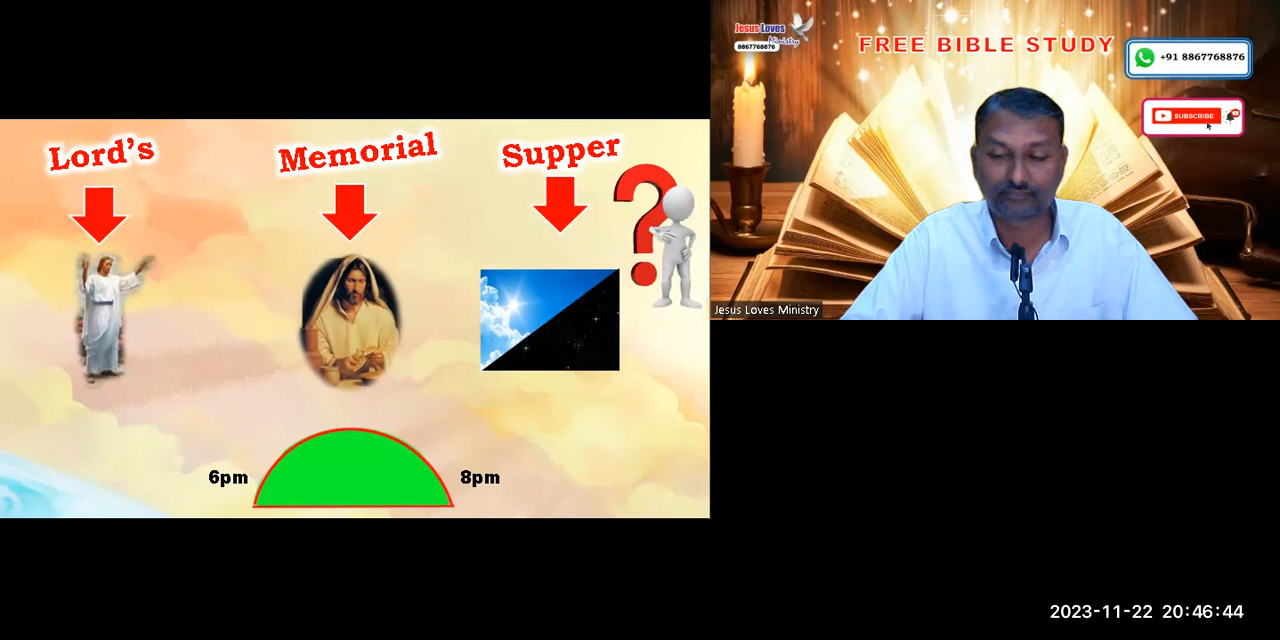 Lord's
Memorial
Supper
6pm
8pm
Jesus Loves
Ministry
8867768876
FREE BIBLE STUDY
+91 8867768876
SUBSCRIBE
Jesus Loves Ministry
2023-11-22 20:46:44